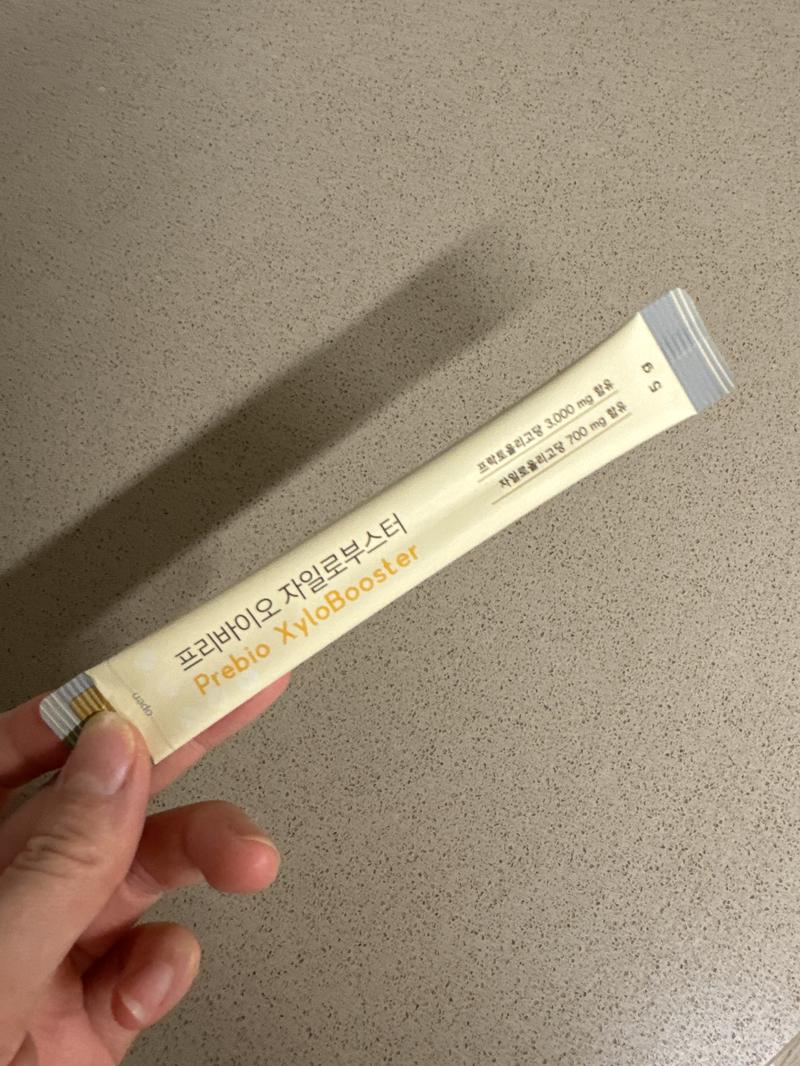 프리바이오 자일로부스터
Prebio XyloBooster
프락토올리고당 3,000 mg 함유
자일로올리고당 700 mg 함유
open